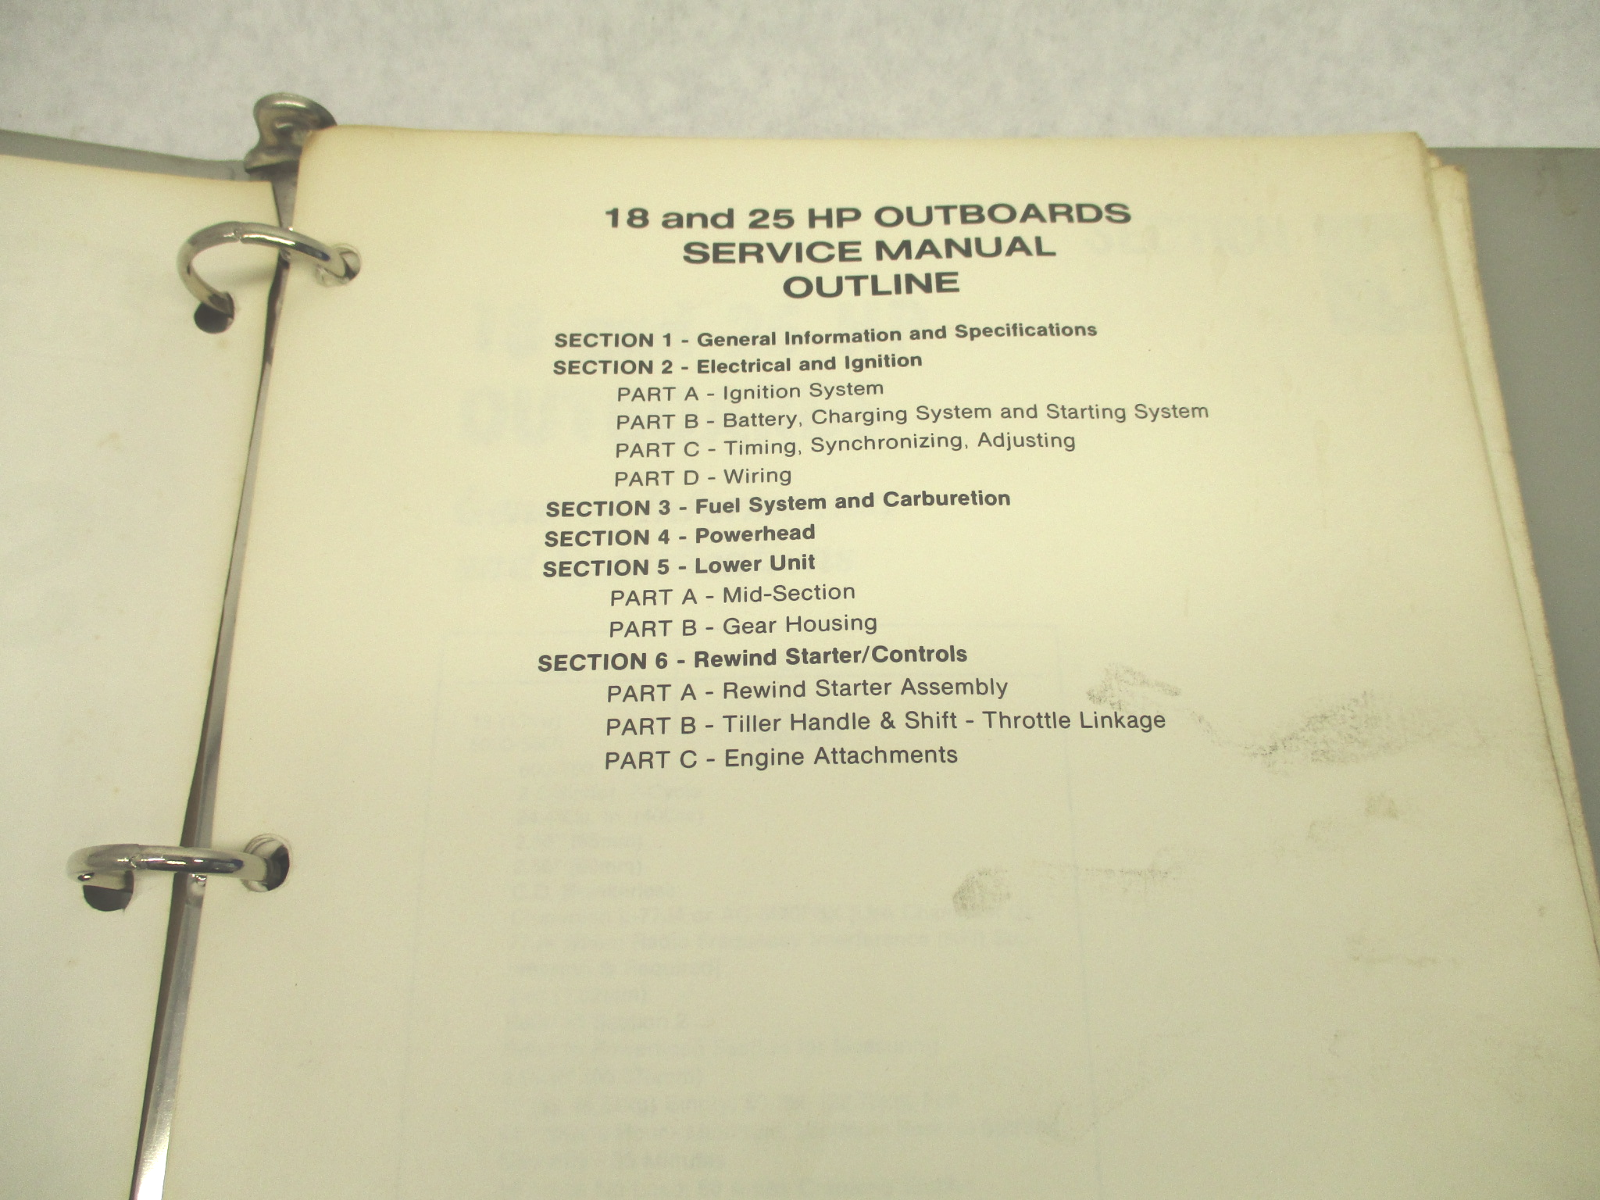 18 and 25 HP OUTBOARDS
SERVICE MANUAL
OUTLINE
SECTION 1 - General Information and Specifications
SECTION 2 - Electrical and Ignition
PART A - Ignition System
PART B - Battery, Charging System and Starting System
PART C - Timing, Synchronizing, Adjusting
PART D - Wiring
SECTION 3 - Fuel System and Carburetion
SECTION 4 - Powerhead
SECTION 5 - Lower Unit
PART A - Mid-Section
PART B - Gear Housing
SECTION 6 - Rewind Starter/Controls
PART A - Rewind Starter Assembly
PART B - Tiller Handle & Shift - Throttle Linkage
PART C - Engine Attachments